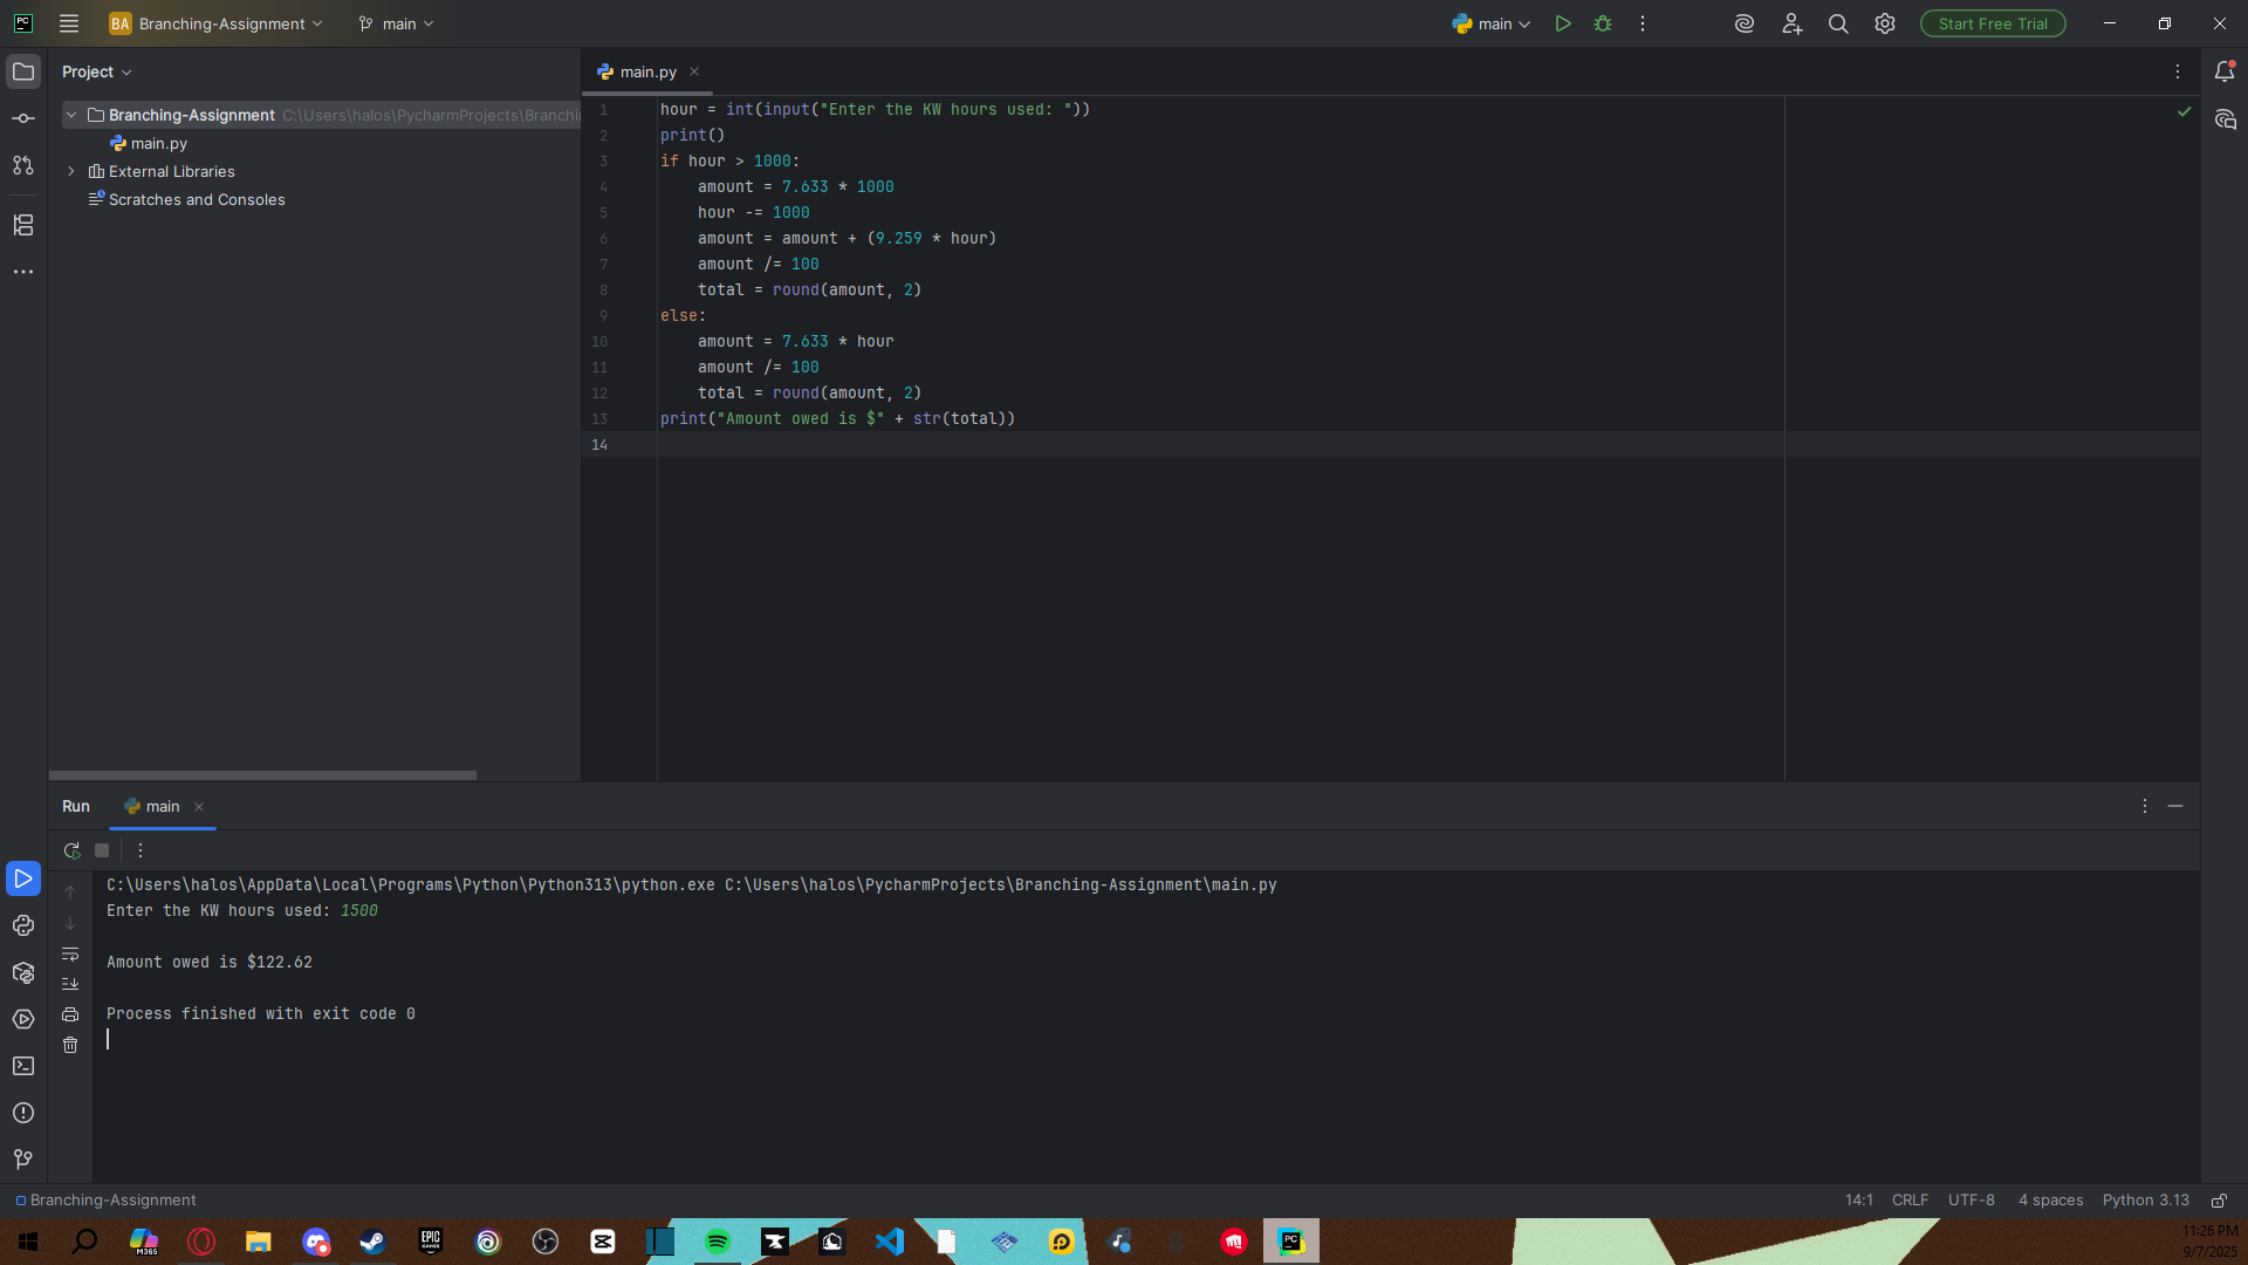 PC
BA Branching-Assignment
main
main
Start Free Trial
Project
Branching-Assignment C:\Users\halos\PycharmProjects\Branchi
main.py
External Libraries
Scratches and Consoles
main.py
1 hour = int(input("Enter the KW hours used: "))
2 print()
3 if hour > 1000:
4     amount = 7.633 * 1000
5     hour -= 1000
6     amount = amount + (9.259 * hour)
7     amount /= 100
8     total = round(amount, 2)
9 else:
10     amount = 7.633 * hour
11     amount /= 100
12     total = round(amount, 2)
13 print("Amount owed is $" + str(total))
14
Run main
C:\Users\halos\AppData\Local\Programs\Python\Python313\python.exe C:\Users\halos\PycharmProjects\Branching-Assignment\main.py
Enter the KW hours used: 1500
Amount owed is $122.62
Process finished with exit code 0
Branching-Assignment
14:1 CRLF UTF-8 4 spaces Python 3.13
M365
EPIC GAMES
PC
11:26 PM
9/7/2025